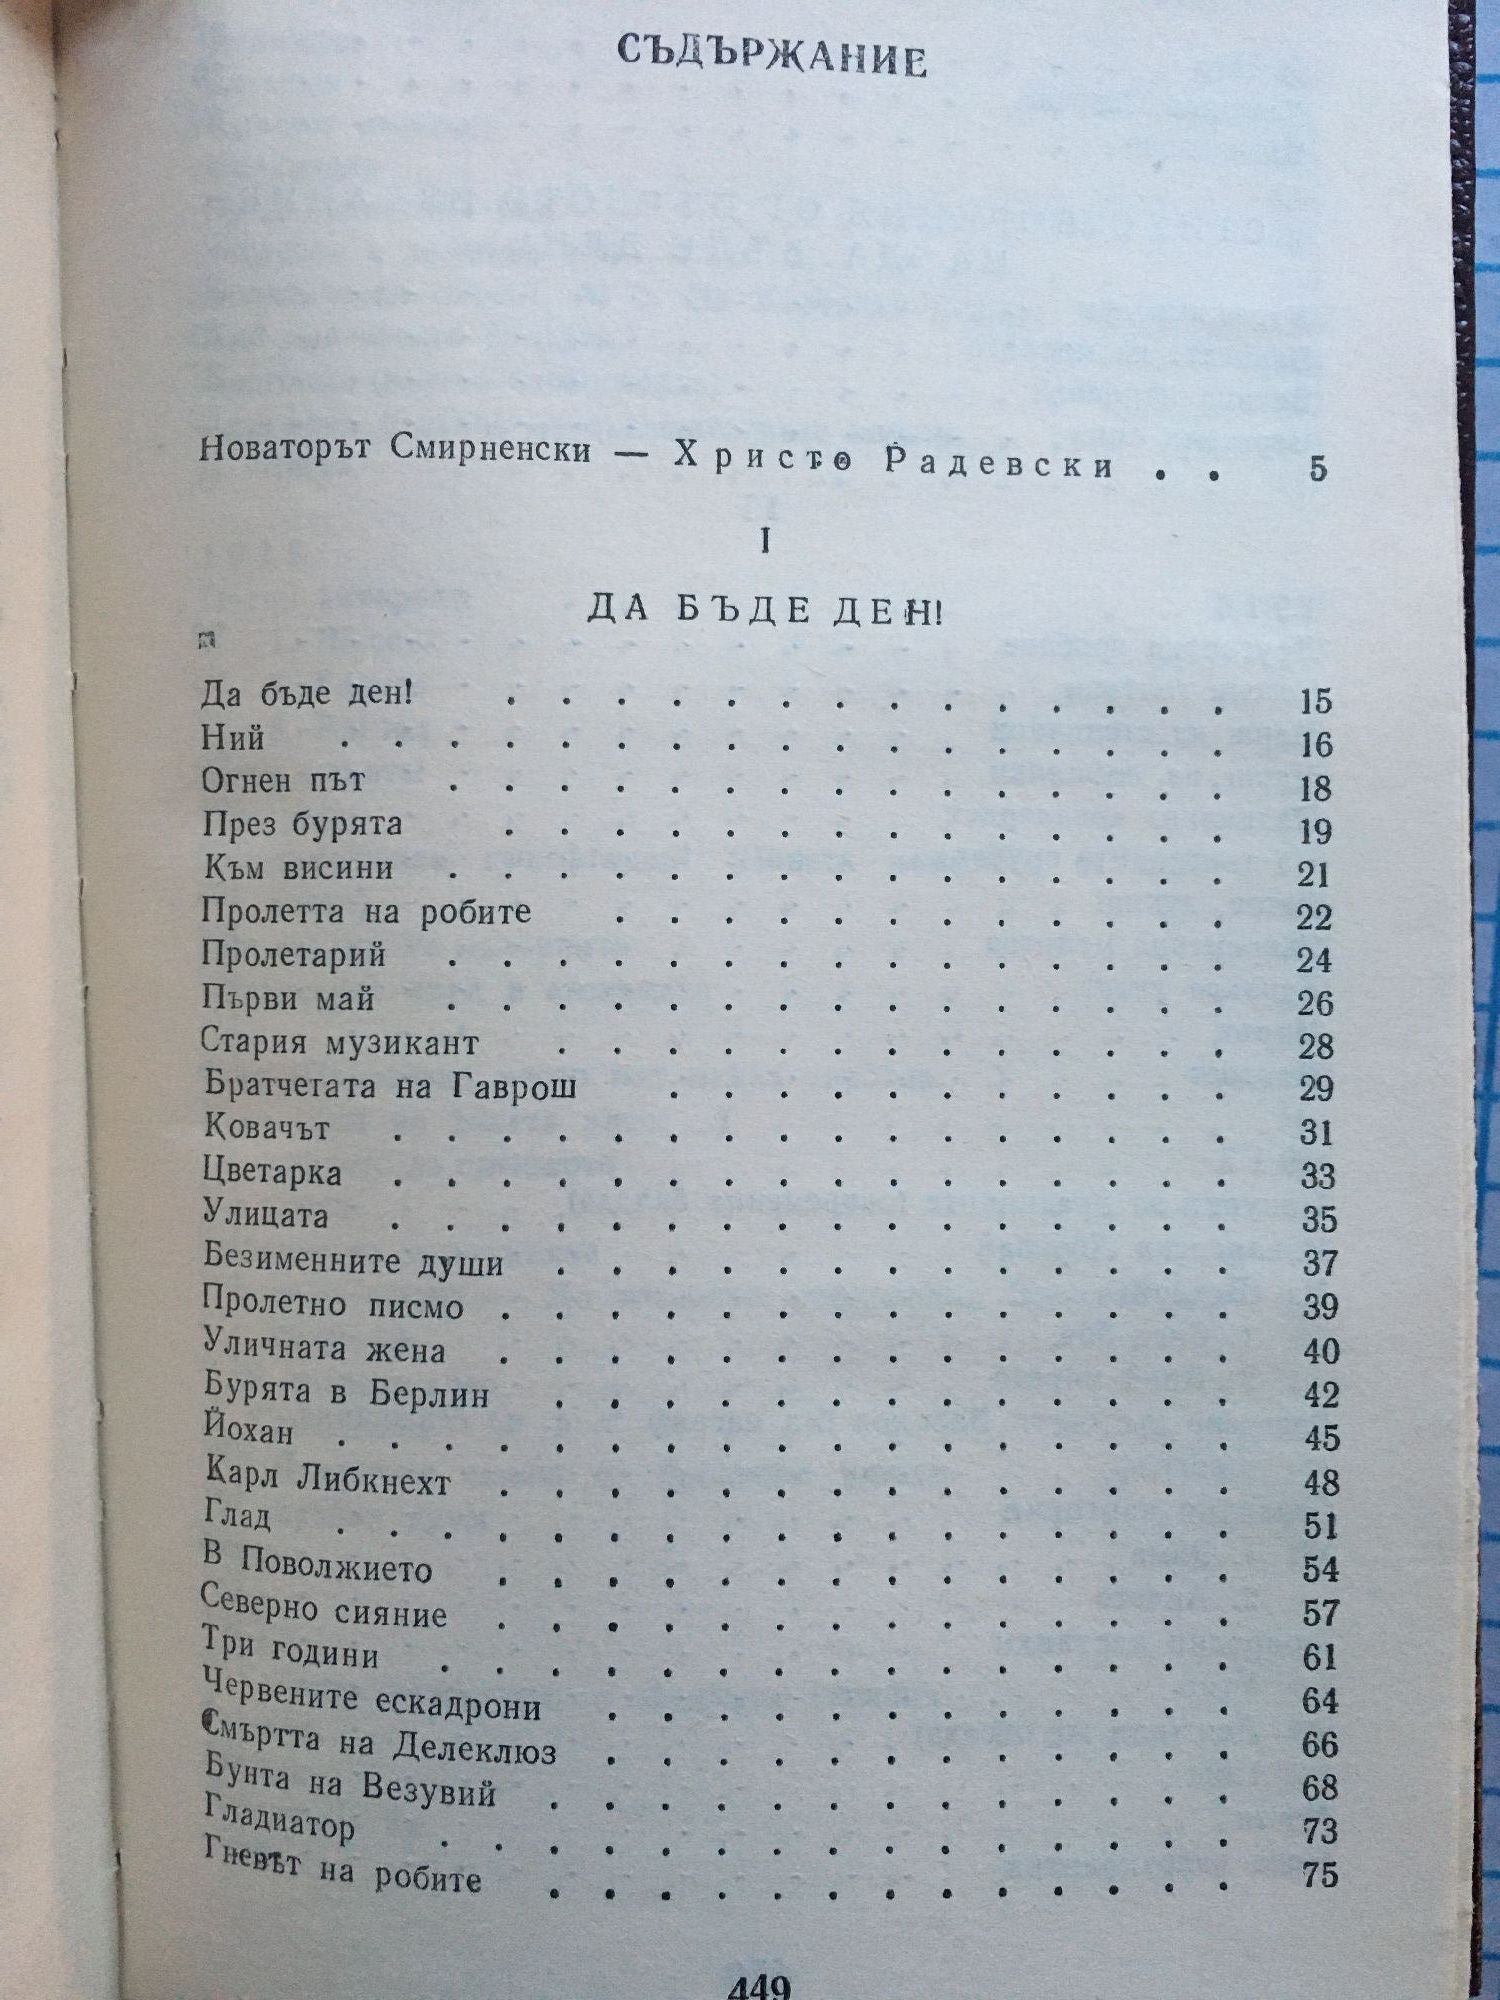 СЪДЪРЖАНИЕ
Новаторът Смирненски — Христо Радевски . . 5
I
ДА БЪДЕ ДЕН!
Да бъде ден! . . . . . . . . . . . . . . 15
Ний . . . . . . . . . . . . . . . . . 16
Огнен път . . . . . . . . . . . . . . . 18
През бурята . . . . . . . . . . . . . . 19
Към висини . . . . . . . . . . . . . . . 21
Пролетта на робите . . . . . . . . . . . . 22
Пролетарий . . . . . . . . . . . . . . . 24
Първи май . . . . . . . . . . . . . . . 26
Стария музикант . . . . . . . . . . . . . 28
Братчетата на Гаврош . . . . . . . . . . . 29
Ковачът . . . . . . . . . . . . . . . . 31
Цветарка . . . . . . . . . . . . . . . . 33
Улицата . . . . . . . . . . . . . . . . 35
Безименните души . . . . . . . . . . . . . 37
Пролетно писмо . . . . . . . . . . . . . . 39
Уличната жена . . . . . . . . . . . . . . 40
Бурята в Берлин . . . . . . . . . . . . . 42
Йохан . . . . . . . . . . . . . . . . . 45
Карл Либкнехт . . . . . . . . . . . . . . 48
Глад . . . . . . . . . . . . . . . . . 51
В Поволжието . . . . . . . . . . . . . . 54
Северно сияние . . . . . . . . . . . . . . 57
Три години . . . . . . . . . . . . . . . 61
Червените ескадрони . . . . . . . . . . . . 64
Смъртта на Делеклюз . . . . . . . . . . . . 66
Бунта на Везувий . . . . . . . . . . . . . 68
Гладиатор . . . . . . . . . . . . . . . 73
Гневът на робите . . . . . . . . . . . . . 75
449